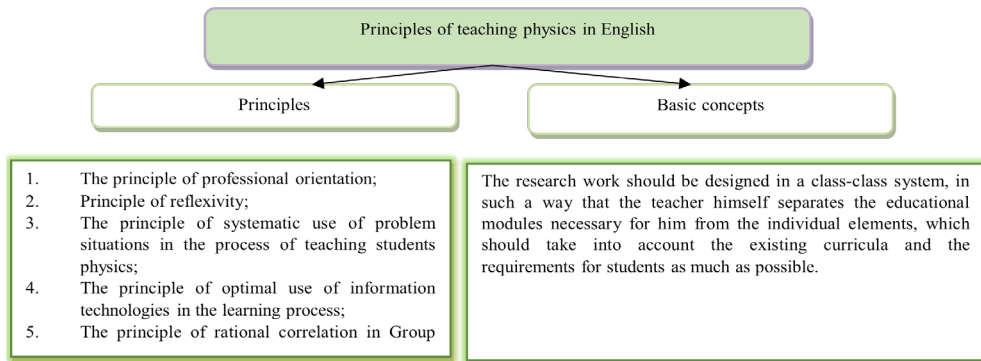 Principles of teaching physics in English
Principles
Basic concepts
1. The principle of professional orientation;
2. Principle of reflexivity;
3. The principle of systematic use of problem
situations in the process of teaching students
physics;
4. The principle of optimal use of information
technologies in the learning process;
5. The principle of rational correlation in Group
The research work should be designed in a class-class system, in
such a way that the teacher himself separates the educational
modules necessary for him from the individual elements, which
should take into account the existing curricula and the
requirements for students as much as possible.